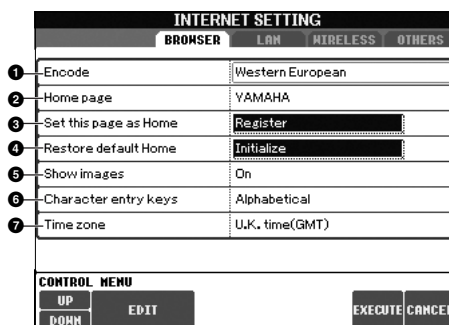 INTERNET SETTING
BROWSER LAN WIRELESS OTHERS
1 Encode Western European
2 Home page YAMAHA
3 Set this page as Home Register
4 Restore default Home Initialize
5 Show images On
6 Character entry keys Alphabetical
7 Time zone U.K. time(GMT)
CONTROL MENU
UP
DOWN
EDIT EXECUTE CANCEL